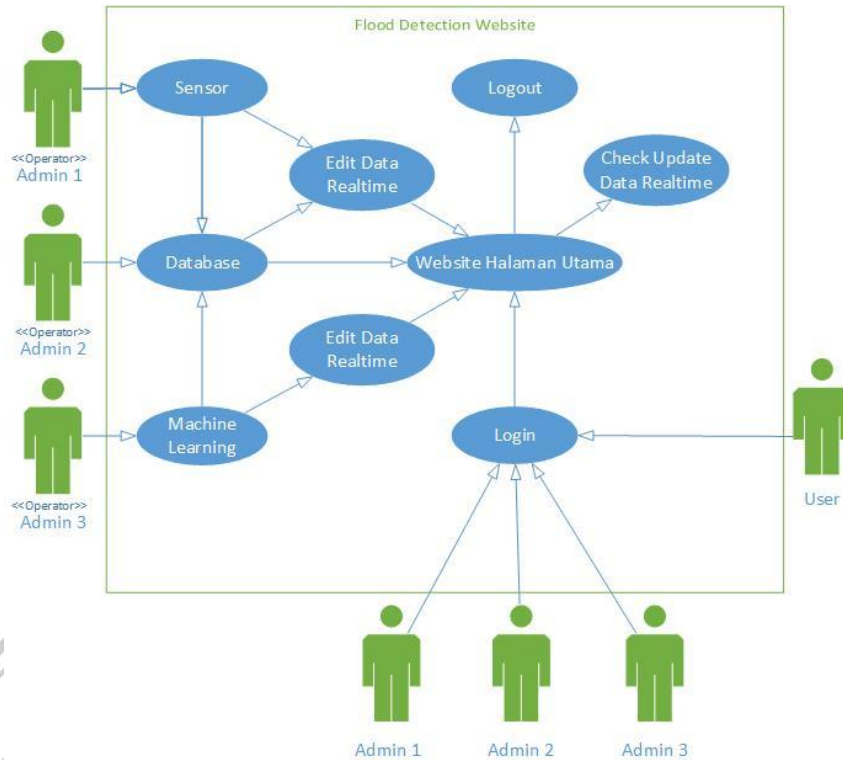 Flood Detection Website
Sensor
Logout
<<Operator>>
Admin 1
Edit Data
Realtime
Check Update
Data Realtime
Database
Website Halaman Utama
<<Operator>>
Admin 2
Edit Data
Realtime
Machine
Learning
Login
<<Operator>>
Admin 3
User
Admin 1
Admin 2
Admin 3